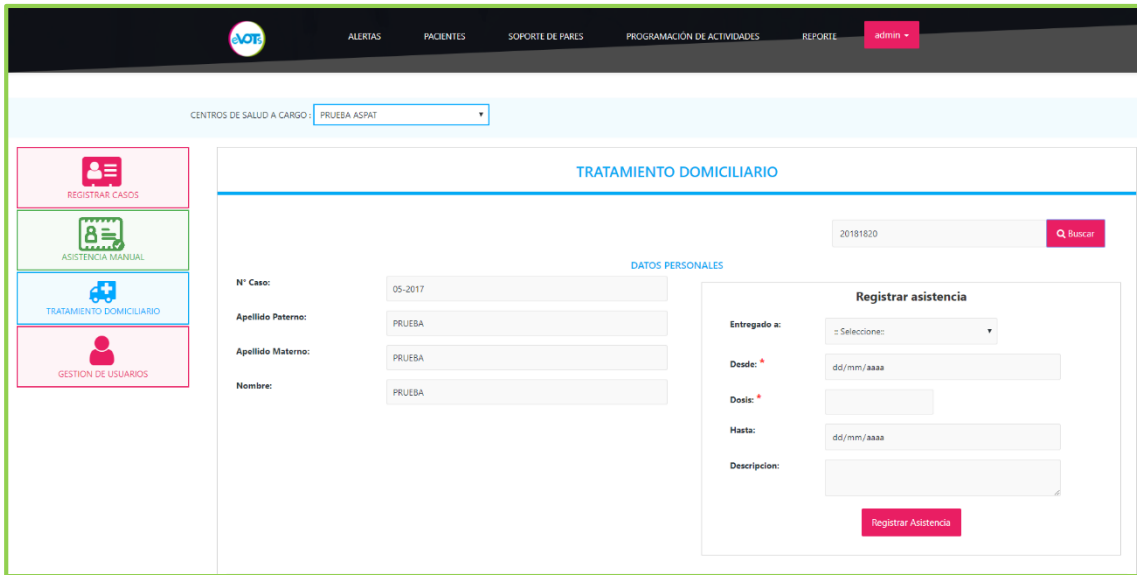 eVOTs
ALERTAS PACIENTES SOPORTE DE PARES PROGRAMACIÓN DE ACTIVIDADES REPORTE admin
CENTROS DE SALUD A CARGO : PRUEBA ASPAT
REGISTRAR CASOS
ASISTENCIA MANUAL
TRATAMIENTO DOMICILIARIO
GESTION DE USUARIOS
TRATAMIENTO DOMICILIARIO
20181820 Buscar
DATOS PERSONALES
N° Caso: 05-2017
Apellido Paterno: PRUEBA
Apellido Materno: PRUEBA
Nombre: PRUEBA
Registrar asistencia
Entregado a: :: Seleccione::
Desde: * dd/mm/aaaa
Dosis: *
Hasta: dd/mm/aaaa
Descripcion:
Registrar Asistencia